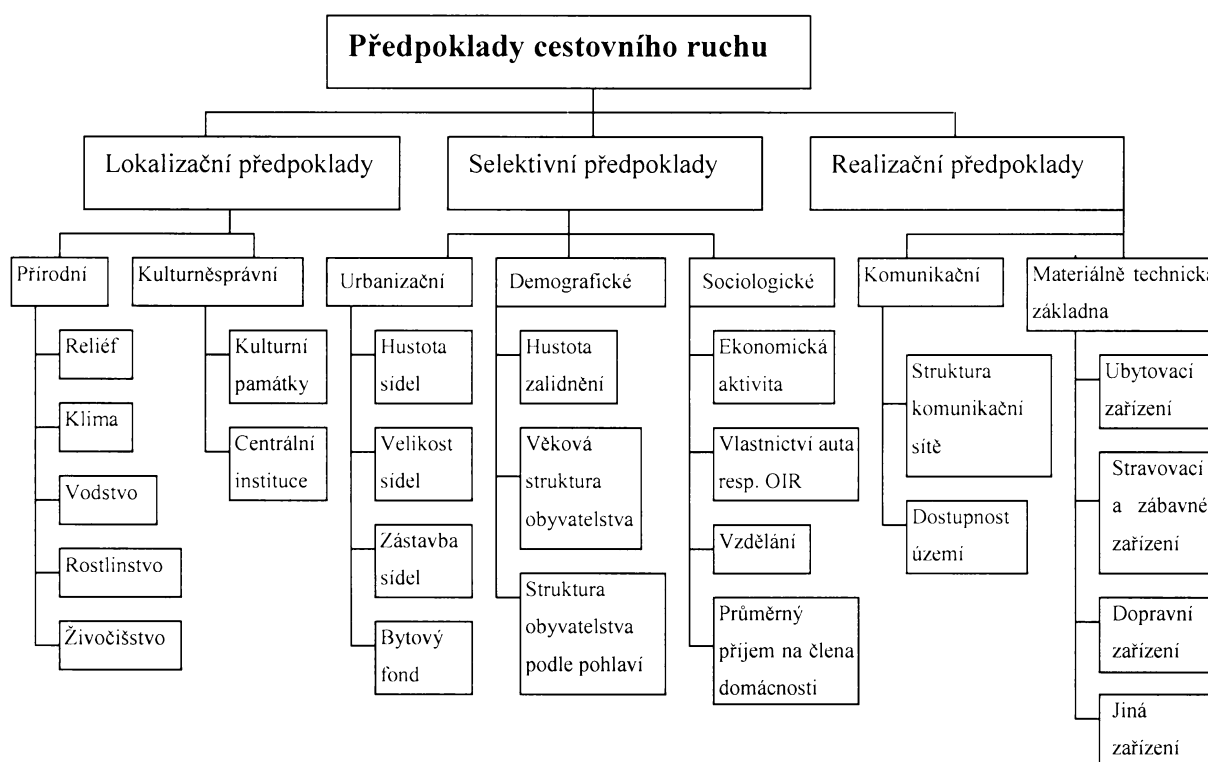 Předpoklady cestovního ruchu
Lokalizační předpoklady
Selektivní předpoklady
Realizační předpoklady
Přírodní
Kulturněsprávní
Urbanizační
Demografické
Sociologické
Komunikační
Materiálně technická
základna
Reliéf
Klima
Vodstvo
Rostlinstvo
Živočišstvo
Kulturní
památky
Centrální
instituce
Hustota
sídel
Velikost
sídel
Zástavba
sídel
Bytový
fond
Hustota
zalidnění
Věková
struktura
obyvatelstva
Struktura
obyvatelstva
podle pohlaví
Ekonomická
aktivita
Vlastnictví auta
resp. OIR
Vzdělání
Průměrný
příjem na člena
domácnosti
Struktura
komunikační
sítě
Dostupnost
území
Ubytovací
zařízení
Stravovací
a zábavné
zařízení
Dopravní
zařízení
Jiná
zařízení